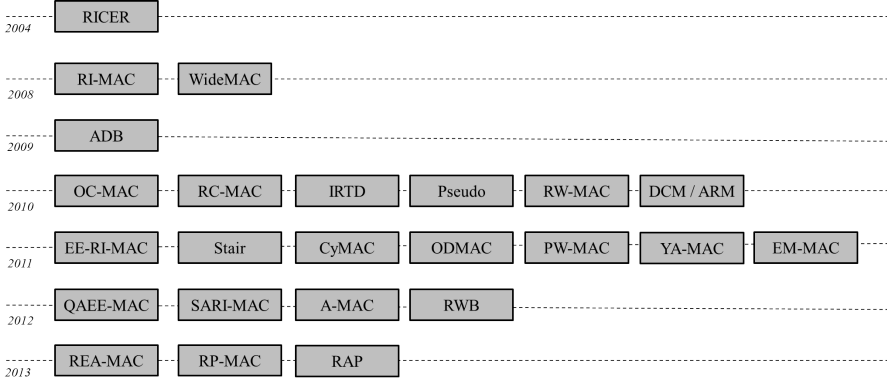 RICER
2004
RI-MAC WideMAC
2008
ADB
2009
OC-MAC RC-MAC IRTD Pseudo RW-MAC DCM / ARM
2010
EE-RI-MAC Stair CyMAC ODMAC PW-MAC YA-MAC EM-MAC
2011
QAEE-MAC SARI-MAC A-MAC RWB
2012
REA-MAC RP-MAC RAP
2013